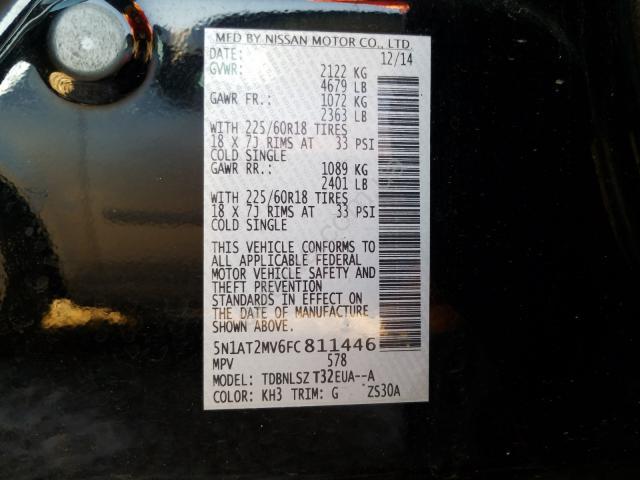 MFD BY NISSAN MOTOR CO., LTD
DATE: 12/14
GVWR: 2122 KG
4679 LB
GAWR FR.: 1072 KG
2363 LB
WITH 225/60R18 TIRES
18 X 7J RIMS AT 33 PSI
COLD SINGLE
GAWR RR.: 1089 KG
2401 LB
WITH 225/60R18 TIRES
18 X 7J RIMS AT 33 PSI
COLD SINGLE
THIS VEHICLE CONFORMS TO
ALL APPLICABLE FEDERAL
MOTOR VEHICLE SAFETY AND
THEFT PREVENTION
STANDARDS IN EFFECT ON
THE DATE OF MANUFACTURE
SHOWN ABOVE.
5N1AT2MV6FC811446
MPV 578
MODEL: TDBNLSZ T32EUA--A
COLOR: KH3 TRIM: G ZS30A